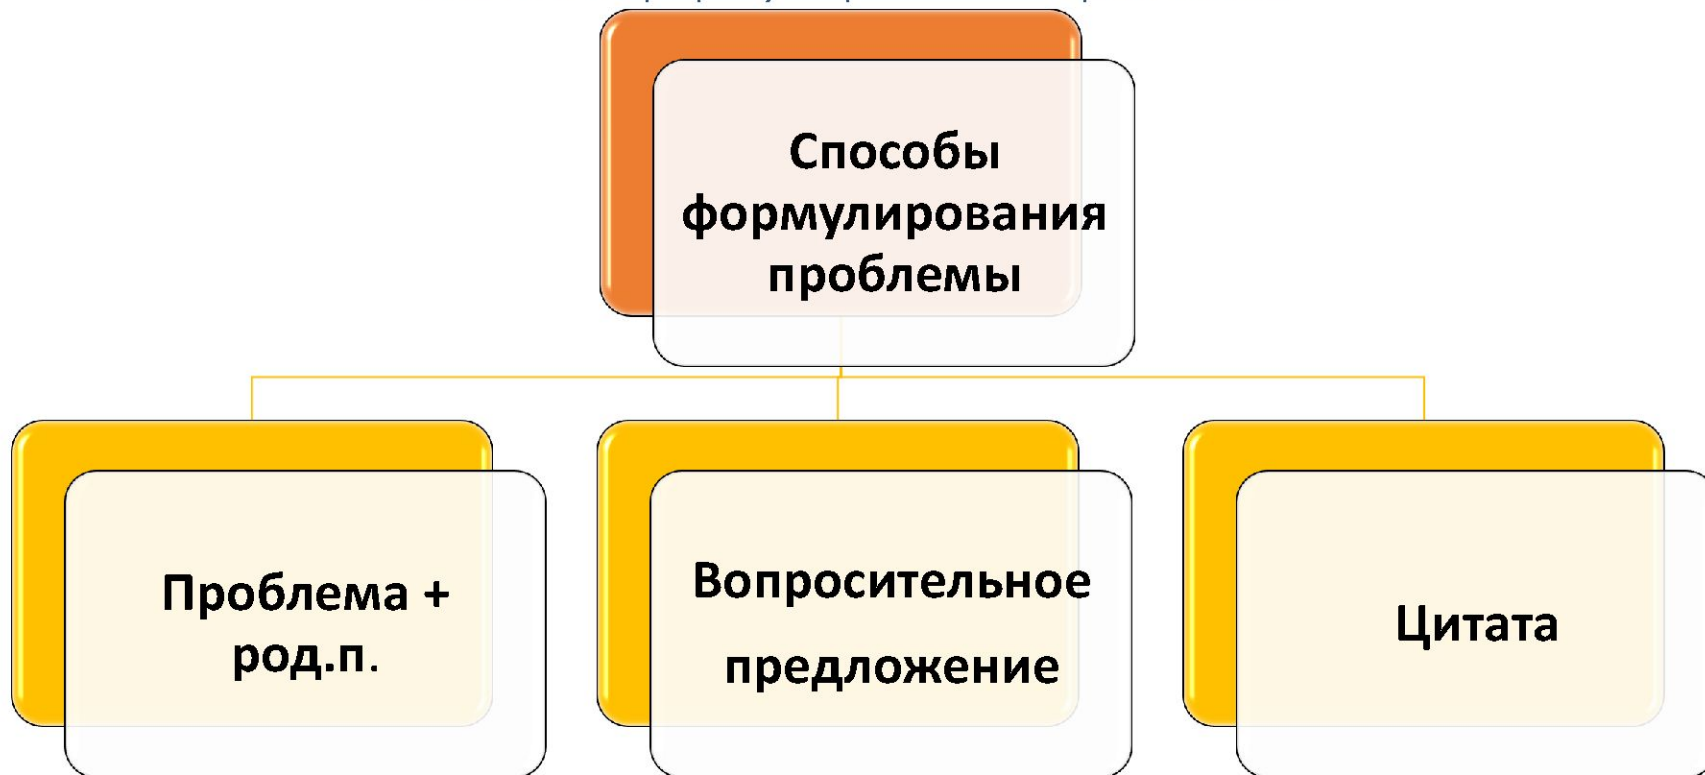 Способы
формулирования
проблемы
Проблема +
род.п.
Вопросительное
предложение
Цитата